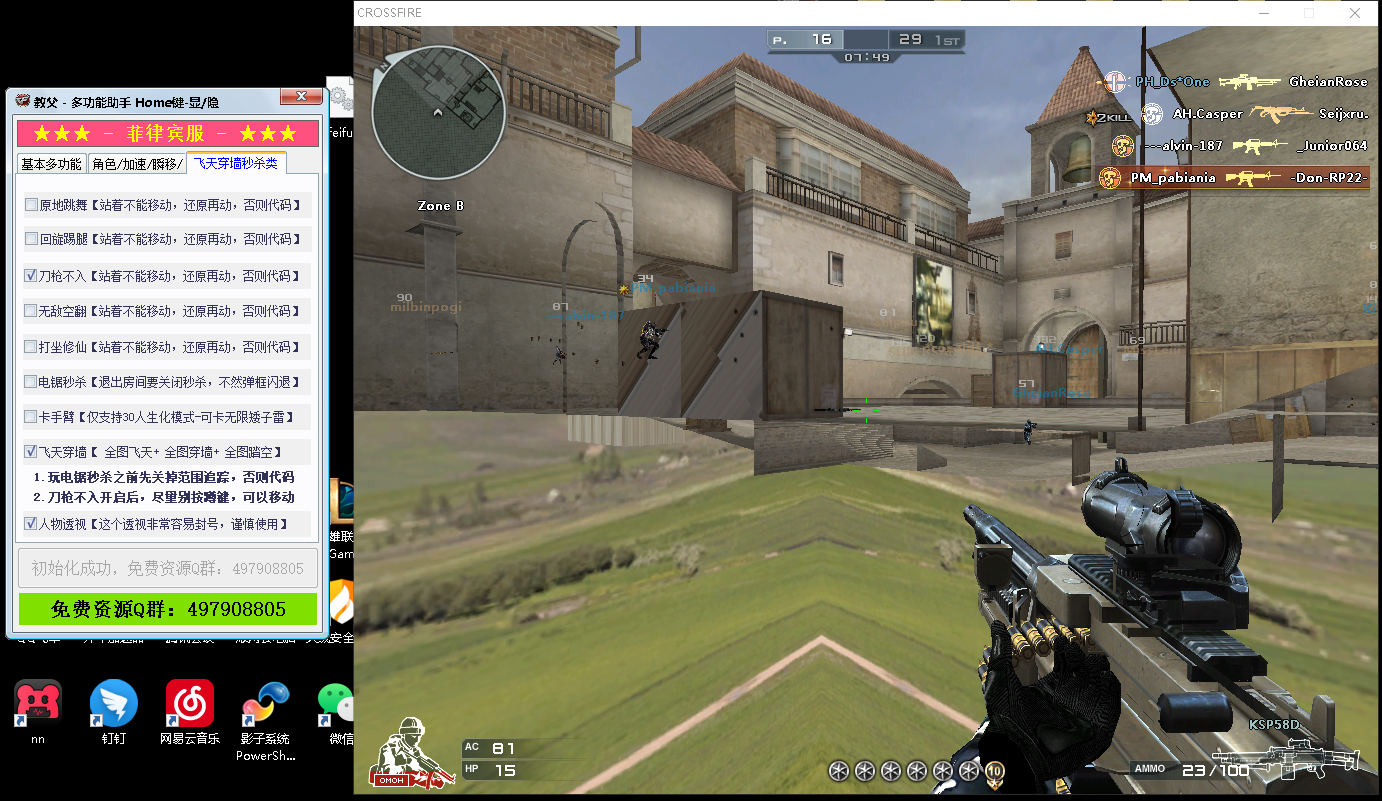 教父 - 多功能助手 Home键-显/隐
★★★ - 菲律宾服 - ★★★
基本多功能
角色/加速/瞬移/
飞天穿墙秒杀类
原地跳舞【站着不能移动，还原再动，否则代码】
回旋踢腿【站着不能移动，还原再动，否则代码】
刀枪不入【站着不能移动，还原再动，否则代码】
无敌空翻【站着不能移动，还原再动，否则代码】
打坐修仙【站着不能移动，还原再动，否则代码】
电锯秒杀【退出房间要关闭秒杀，不然弹框闪退】
卡手臂【仅支持30人生化模式-可卡无限矮子雷】
飞天穿墙【 全图飞天+ 全图穿墙+ 全图踏空】
1.玩电锯秒杀之前先关掉范围追踪，否则代码
2.刀枪不入开启后，尽量别按蹲键，可以移动
人物透视【这个透视非常容易封号，谨慎使用】
初始化成功，免费资源Q群：497908805
免费资源Q群：497908805
nn
钉钉
网易云音乐
影子系统
PowerSh...
微信
CROSSFIRE
P. 16
29 1ST
07:49
N
Zone B
PH_Ds*One GheianRose
2KILL AH.Casper Seijxru.
---alvin-187 _Junior064
PM_pabiania -Don-RP22-
34
PM_pabiania
90
milbinpogi
87
81
120
132
69
57
GheianRose
OMOH
AC 81
HP 15
10
KSP58D
AMMO 23/100